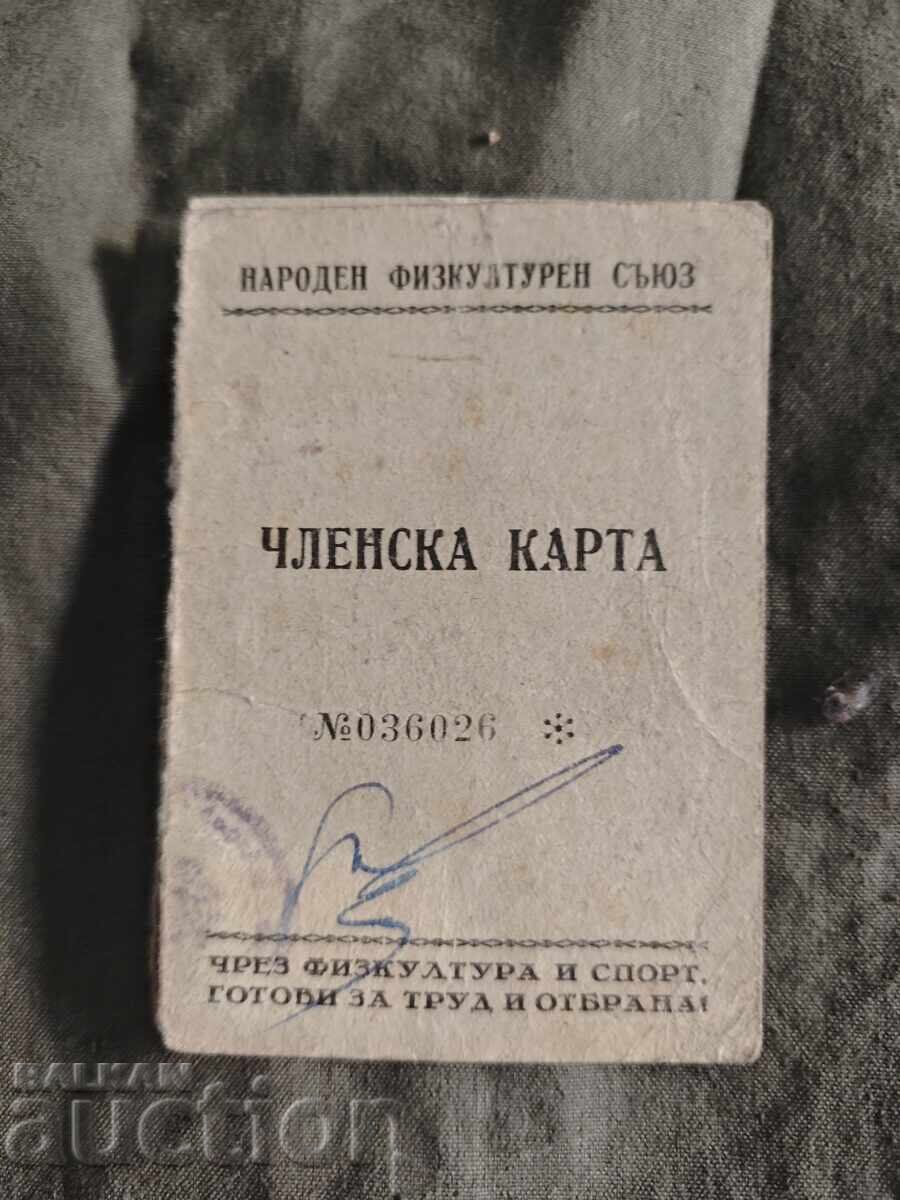 НАРОДЕН ФИЗКУЛТУРЕН СЪЮЗ
ЧЛЕНСКА КАРТА
№036026 *
ЧРЕЗ ФИЗКУЛТУРА И СПОРТ,
ГОТОВИ ЗА ТРУД И ОТБРАНА!
BALKAN
auction